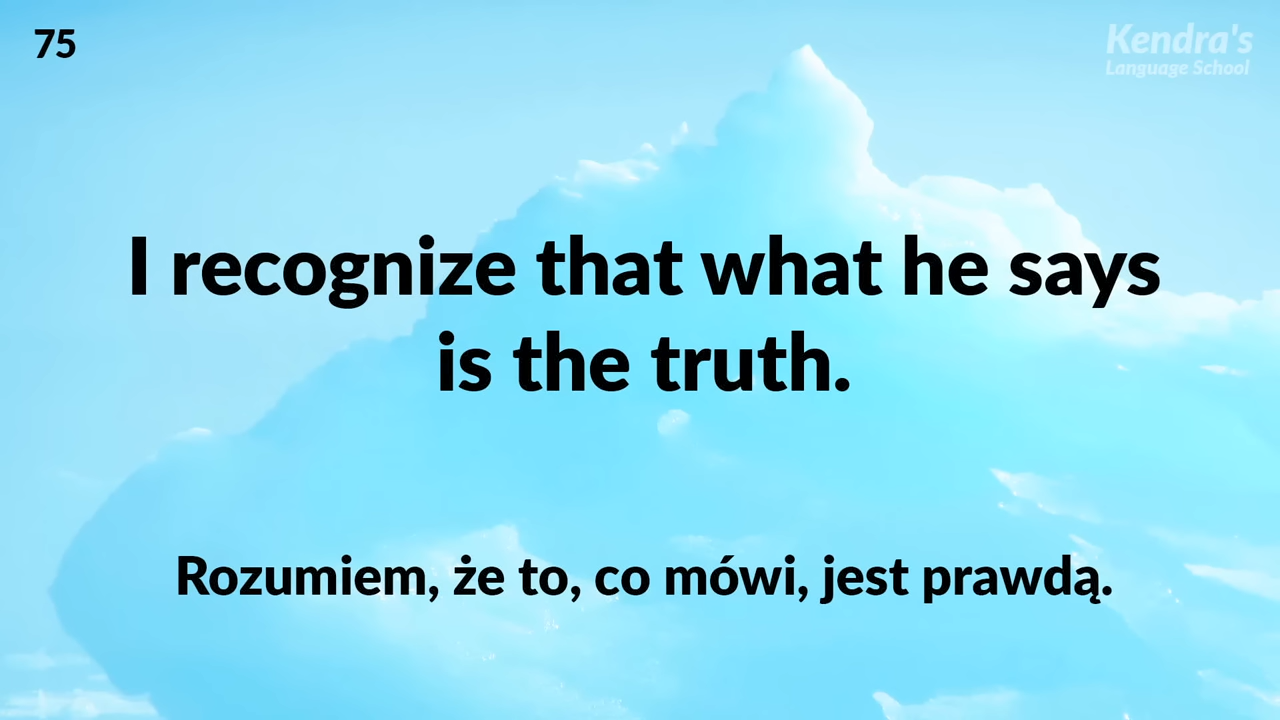 75
Kendra's
Language School
I recognize that what he says
is the truth.
Rozumiem, że to, co mówi, jest prawdą.